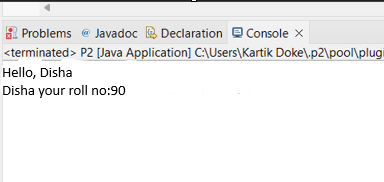 Problems @ Javadoc Declaration Console
<terminated> P2 [Java Application] C:\Users\Kartik Doke\.p2\pool\plugi
Hello, Disha
Disha your roll no:90